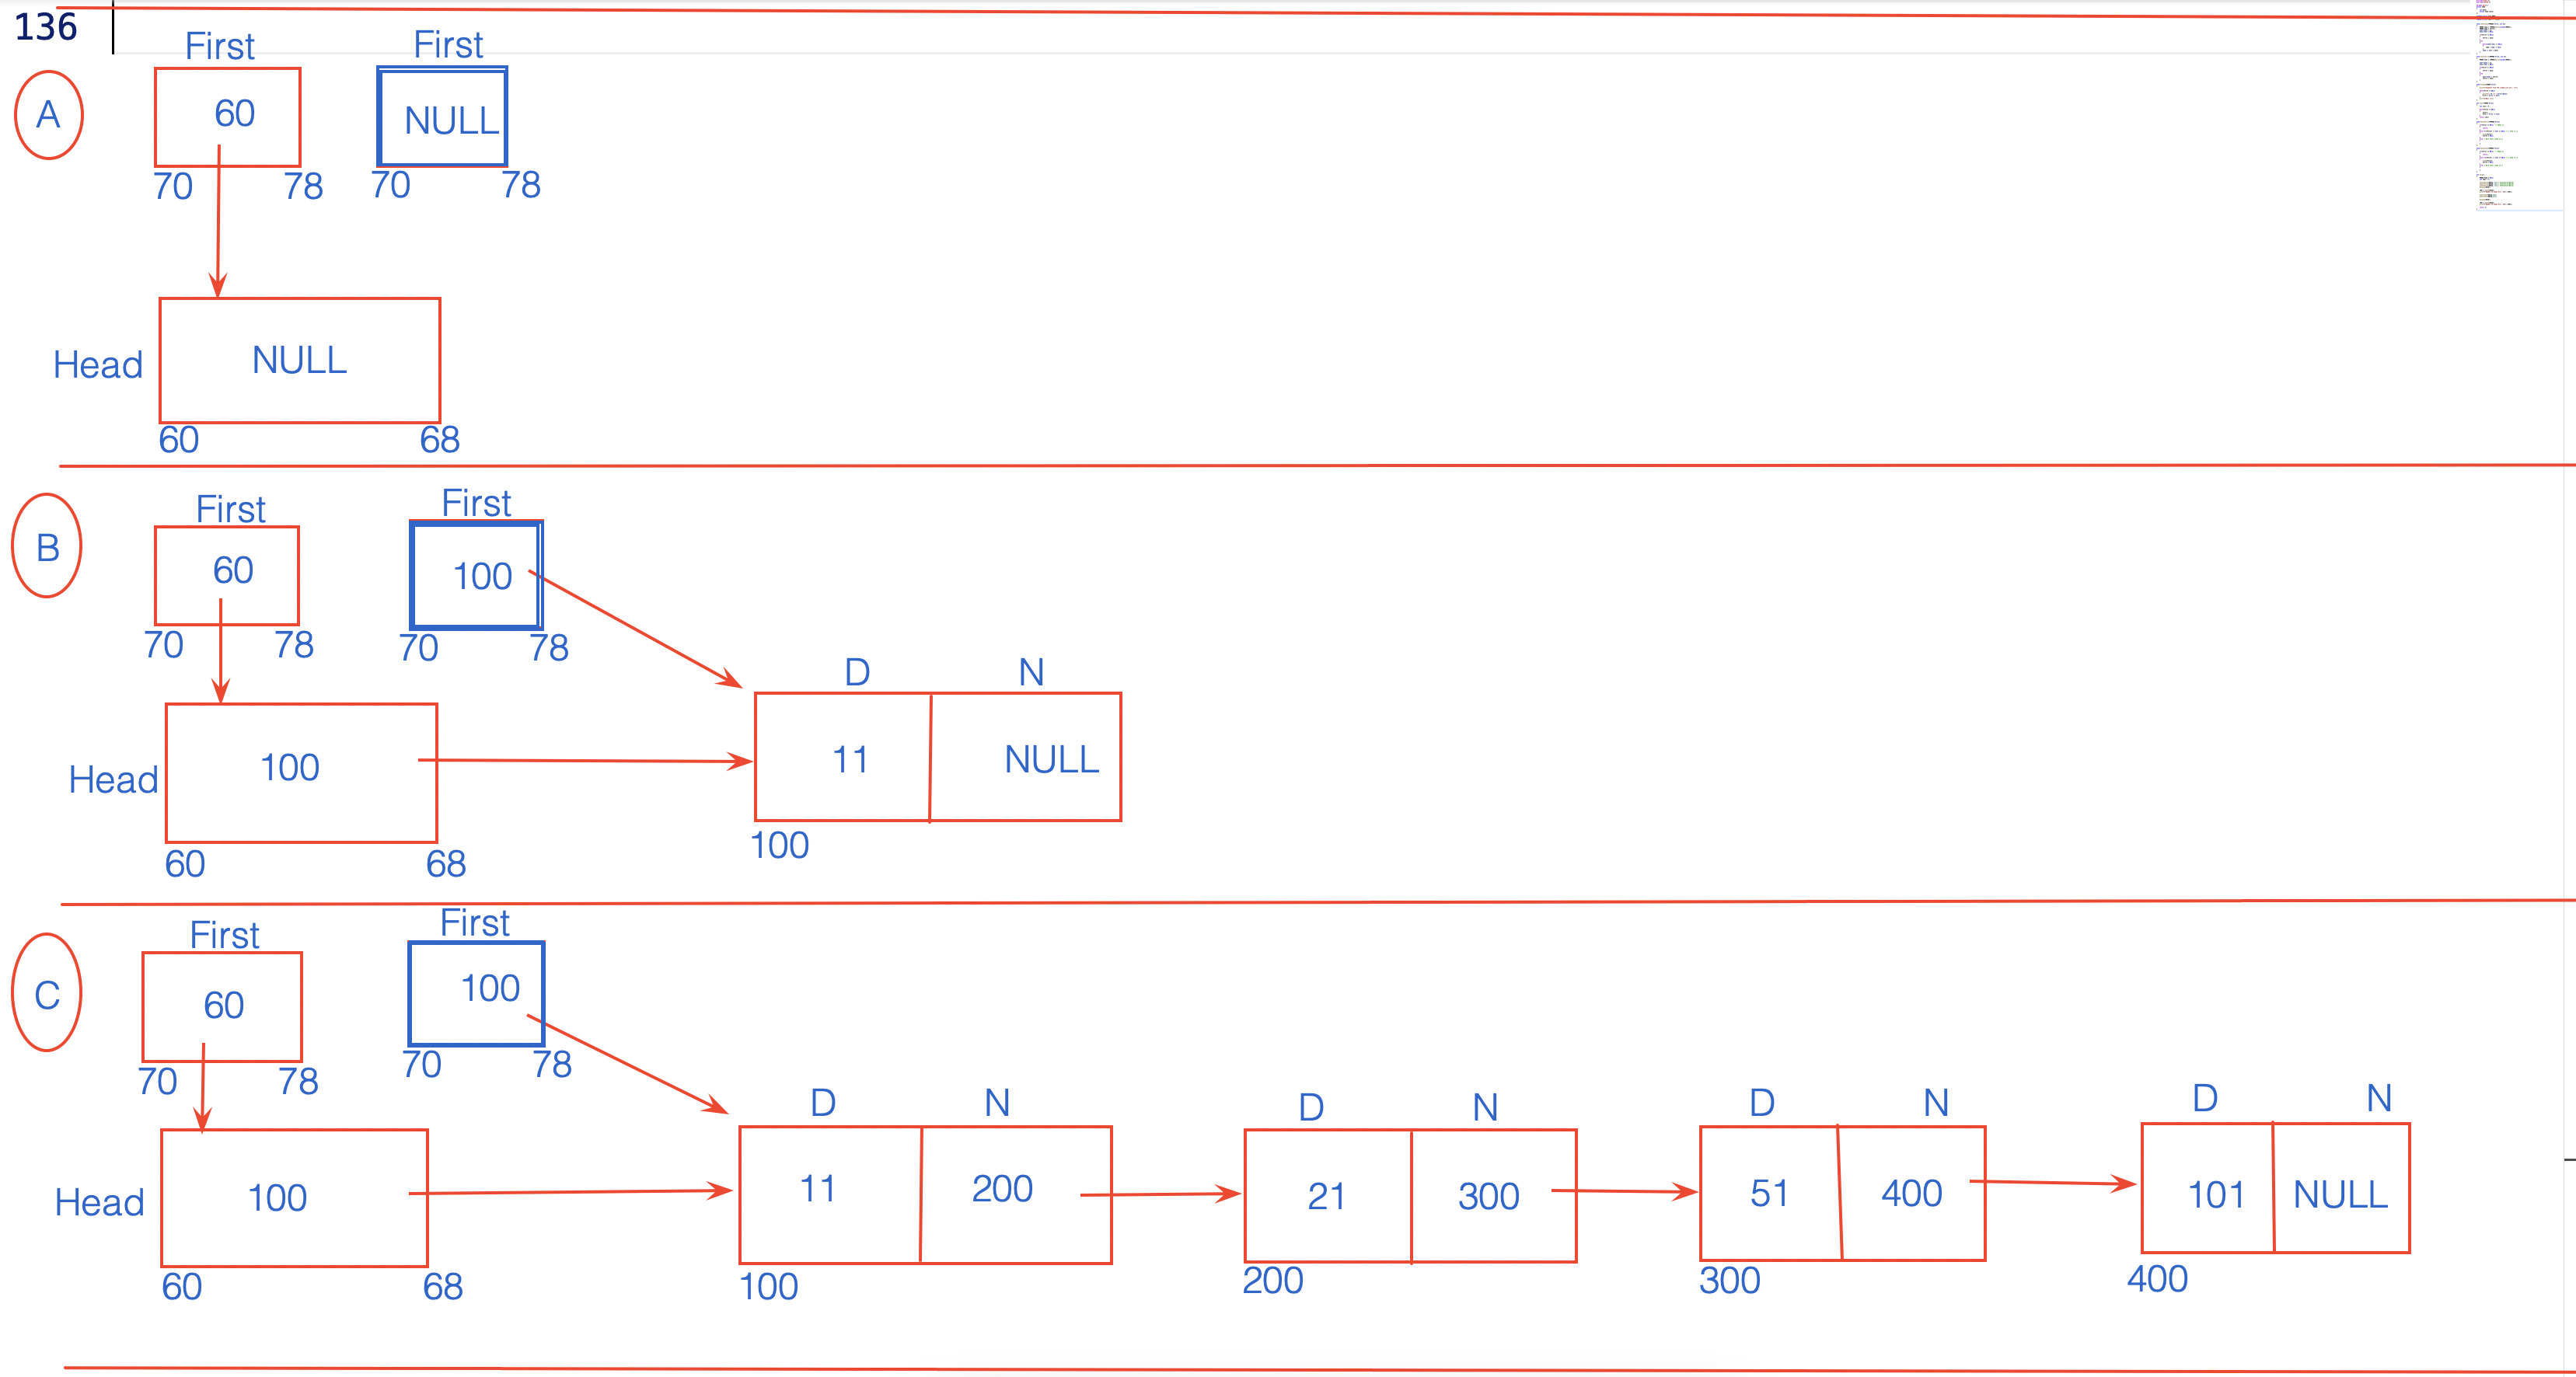 136
First First
A 60 NULL
70 78 70 78
Head NULL
60 68
First First
B 60 100
70 78 70 78
D N
Head 100 11 NULL
100
60 68
First First
C 60 100
70 78 70 78
D N D N D N D N
Head 100 11 200 21 300 51 400 101 NULL
60 68 100 200 300 400